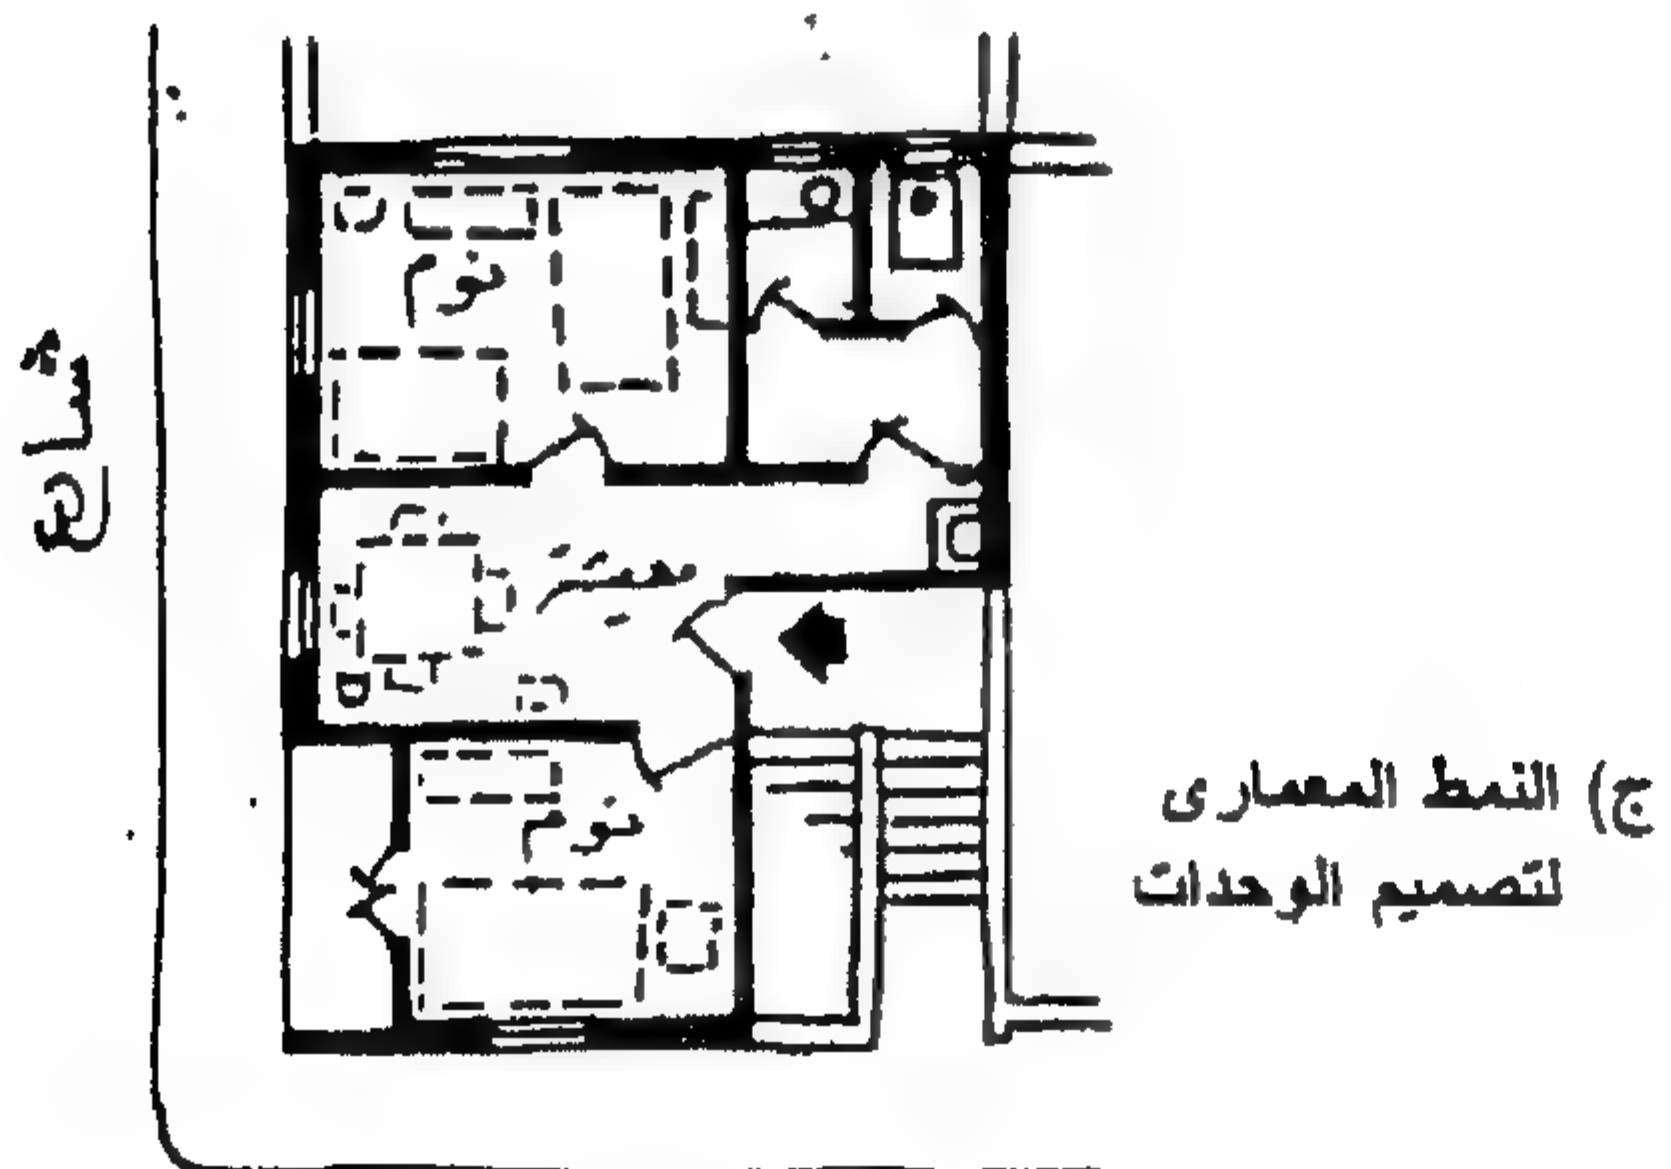 شارع
نوم
معيشة
نوم
ج) النمط المعمارى
لتصميم الوحدات